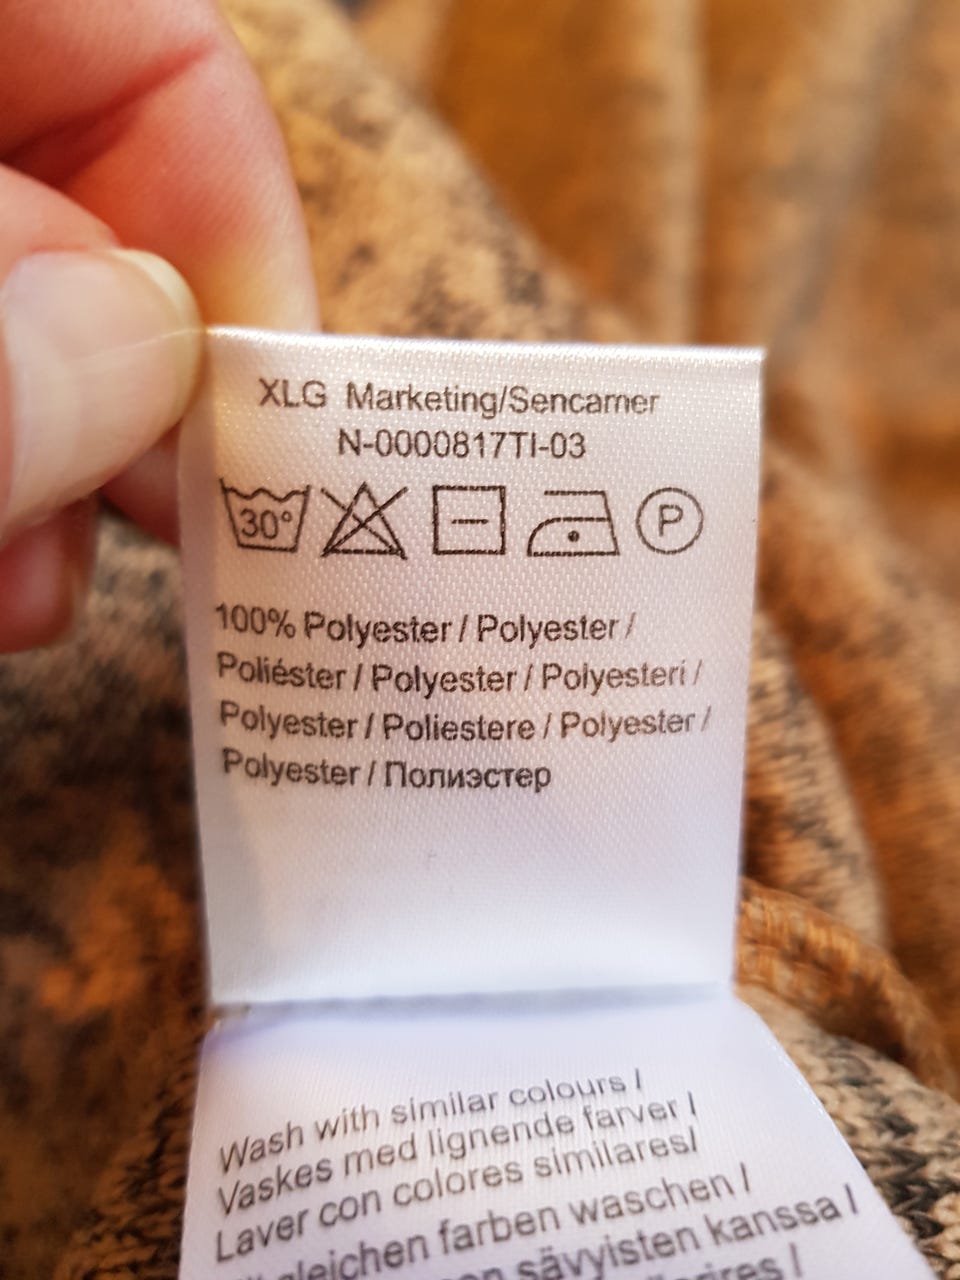 XLG Marketing/Sencamer
N-0000817TI-03
30° P
100% Polyester / Polyester /
Poliéster / Polyester / Polyesteri /
Polyester / Poliestere / Polyester /
Polyester / Полиэстер
Wash with similar colours /
Vaskes med lignende farver /
Laver con colores similares/
gleichen farben waschen /
sävyisten kanssa /